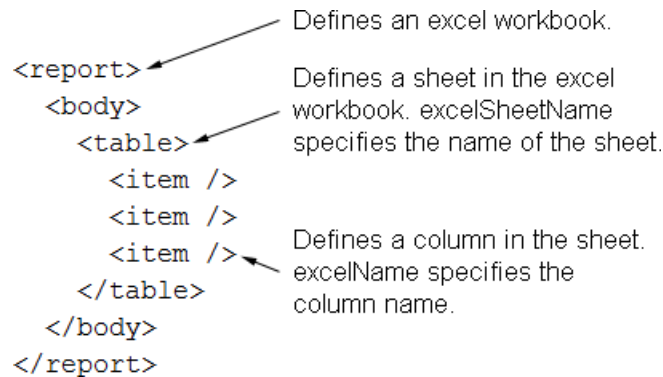 Defines an excel workbook.
<report>
Defines a sheet in the excel
<body>
workbook. excelSheetName
<table>
specifies the name of the sheet.
<item />
<item />
<item />
Defines a column in the sheet.
excelName specifies the
</table>
column name.
</body>
</report>